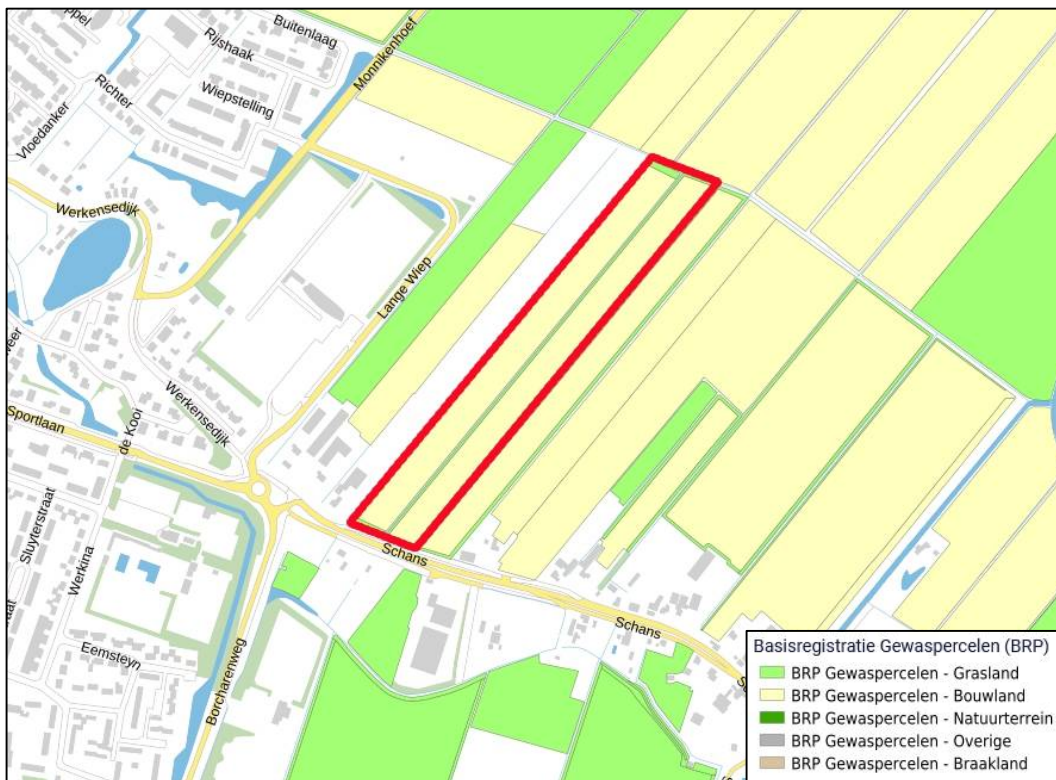 Buitenlaag
Rijshaak
Monnikenhoef
Richter
Wiepstelling
Vloedanker
Werkensedijk
Lange Wiep
Werkensedijk
Sportlaan
de Kooi
Sluyterstraat
Werkina
Schans
Schans
Eemsteyn
Borcharenweg
Basisregistratie Gewaspercelen (BRP)
BRP Gewaspercelen - Grasland
BRP Gewaspercelen - Bouwland
BRP Gewaspercelen - Natuurterrein
BRP Gewaspercelen - Overige
BRP Gewaspercelen - Braakland